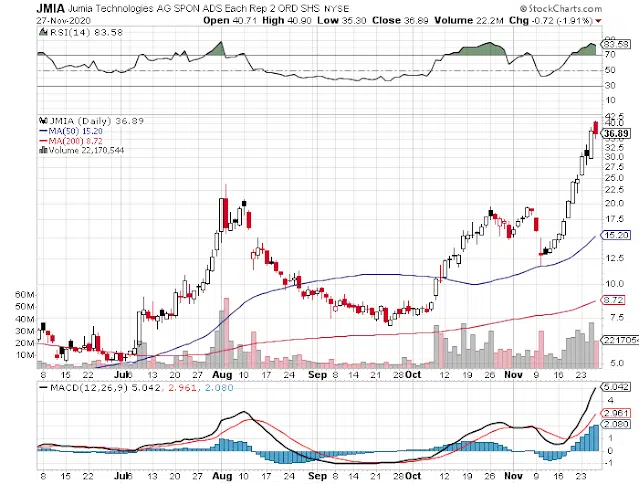 JMIA Jumia Technologies AG SPON ADS Each Rep 2 ORD SHS NYSE © StockCharts.com
27-Nov-2020 Open 40.71 High 40.90 Low 35.30 Close 36.89 Volume 22.2M Chg -0.72 (-1.91%)
RSI(14) 83.58
90
83.58
70
50
30
10
JMIA (Daily) 36.89
MA(50) 15.20
MA(200) 8.72
Volume 22,170,544
42.5
40.0
36.89
35.0
32.5
30.0
27.5
25.0
22.5
20.0
17.5
15.20
12.5
10.0
8.72
7.5
5.0
60M
50M
40M
30M
20M
10M
2217054
8 15 22 Jul 6 13 20 27 Aug 10 17 24 Sep 8 14 21 28 Oct 12 19 26 Nov 9 16 23
MACD(12,26,9) 5.042, 2.961, 2.080
5.042
4
2.961
2.080
1
0
-1
8 15 22 Jul 6 13 20 27 Aug 10 17 24 Sep 8 14 21 28 Oct 12 19 26 Nov 9 16 23